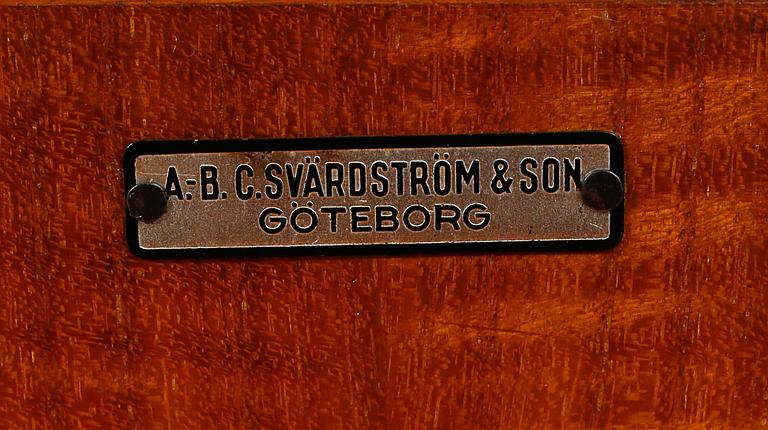 A.-B. C.SVÄRDSTRÖM & SON
GÖTEBORG